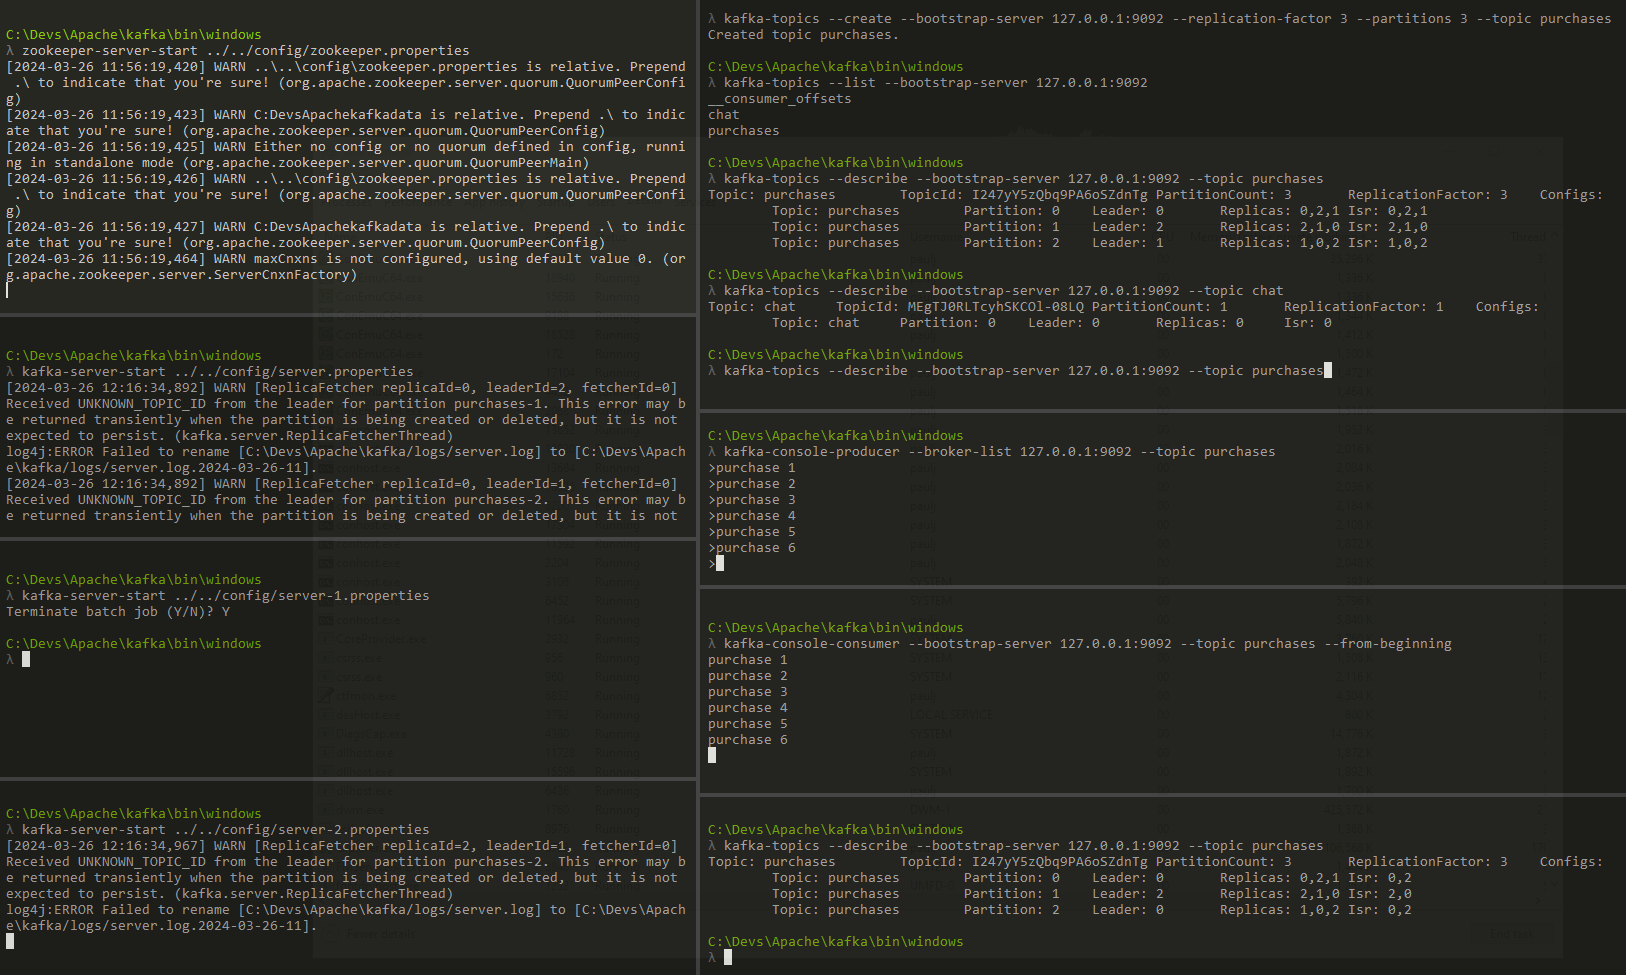 C:\Devs\Apache\kafka\bin\windows
λ zookeeper-server-start ../../config/zookeeper.properties
[2024-03-26 11:56:19,420] WARN ..\..\config\zookeeper.properties is relative. Prepend
 .\ to indicate that you're sure! (org.apache.zookeeper.server.quorum.QuorumPeerConfi
g)
[2024-03-26 11:56:19,423] WARN C:DevsApachekafkadata is relative. Prepend .\ to indic
ate that you're sure! (org.apache.zookeeper.server.quorum.QuorumPeerConfig)
[2024-03-26 11:56:19,425] WARN Either no config or no quorum defined in config, runni
ng in standalone mode (org.apache.zookeeper.server.quorum.QuorumPeerMain)
[2024-03-26 11:56:19,426] WARN ..\..\config\zookeeper.properties is relative. Prepend
 .\ to indicate that you're sure! (org.apache.zookeeper.server.quorum.QuorumPeerConfi
g)
[2024-03-26 11:56:19,427] WARN C:DevsApachekafkadata is relative. Prepend .\ to indic
ate that you're sure! (org.apache.zookeeper.server.quorum.QuorumPeerConfig)
[2024-03-26 11:56:19,464] WARN maxCnxns is not configured, using default value 0. (or
g.apache.zookeeper.server.ServerCnxnFactory)
C:\Devs\Apache\kafka\bin\windows
λ kafka-server-start ../../config/server.properties
[2024-03-26 12:16:34,892] WARN [ReplicaFetcher replicaId=0, leaderId=2, fetcherId=0]
Received UNKNOWN_TOPIC_ID from the leader for partition purchases-1. This error may b
e returned transiently when the partition is being created or deleted, but it is not
expected to persist. (kafka.server.ReplicaFetcherThread)
log4j:ERROR Failed to rename [C:\Devs\Apache\kafka/logs/server.log] to [C:\Devs\Apach
e\kafka/logs/server.log.2024-03-26-11].
[2024-03-26 12:16:34,892] WARN [ReplicaFetcher replicaId=0, leaderId=1, fetcherId=0]
Received UNKNOWN_TOPIC_ID from the leader for partition purchases-2. This error may b
e returned transiently when the partition is being created or deleted, but it is not
C:\Devs\Apache\kafka\bin\windows
λ kafka-server-start ../../config/server-1.properties
Terminate batch job (Y/N)? Y
C:\Devs\Apache\kafka\bin\windows
λ
C:\Devs\Apache\kafka\bin\windows
λ kafka-server-start ../../config/server-2.properties
[2024-03-26 12:16:34,967] WARN [ReplicaFetcher replicaId=2, leaderId=1, fetcherId=0]
Received UNKNOWN_TOPIC_ID from the leader for partition purchases-2. This error may b
e returned transiently when the partition is being created or deleted, but it is not
expected to persist. (kafka.server.ReplicaFetcherThread)
log4j:ERROR Failed to rename [C:\Devs\Apache\kafka/logs/server.log] to [C:\Devs\Apach
e\kafka/logs/server.log.2024-03-26-11].
λ kafka-topics --create --bootstrap-server 127.0.0.1:9092 --replication-factor 3 --partitions 3 --topic purchases
Created topic purchases.
C:\Devs\Apache\kafka\bin\windows
λ kafka-topics --list --bootstrap-server 127.0.0.1:9092
__consumer_offsets
chat
purchases
C:\Devs\Apache\kafka\bin\windows
λ kafka-topics --describe --bootstrap-server 127.0.0.1:9092 --topic purchases
Topic: purchases TopicId: I247yY5zQbq9PA6oSZdnTg PartitionCount: 3 ReplicationFactor: 3 Configs:
Topic: purchases Partition: 0 Leader: 0 Replicas: 0,2,1 Isr: 0,2,1
Topic: purchases Partition: 1 Leader: 2 Replicas: 2,1,0 Isr: 2,1,0
Topic: purchases Partition: 2 Leader: 1 Replicas: 1,0,2 Isr: 1,0,2
C:\Devs\Apache\kafka\bin\windows
λ kafka-topics --describe --bootstrap-server 127.0.0.1:9092 --topic chat
Topic: chat TopicId: MEgTJ0RLTcyhSKCOl-08LQ PartitionCount: 1 ReplicationFactor: 1 Configs:
Topic: chat Partition: 0 Leader: 0 Replicas: 0 Isr: 0
C:\Devs\Apache\kafka\bin\windows
λ kafka-topics --describe --bootstrap-server 127.0.0.1:9092 --topic purchases
C:\Devs\Apache\kafka\bin\windows
λ kafka-console-producer --broker-list 127.0.0.1:9092 --topic purchases
>purchase 1
>purchase 2
>purchase 3
>purchase 4
>purchase 5
>purchase 6
>
C:\Devs\Apache\kafka\bin\windows
λ kafka-console-consumer --bootstrap-server 127.0.0.1:9092 --topic purchases --from-beginning
purchase 1
purchase 2
purchase 3
purchase 4
purchase 5
purchase 6
C:\Devs\Apache\kafka\bin\windows
λ kafka-topics --describe --bootstrap-server 127.0.0.1:9092 --topic purchases
Topic: purchases TopicId: I247yY5zQbq9PA6oSZdnTg PartitionCount: 3 ReplicationFactor: 3 Configs:
Topic: purchases Partition: 0 Leader: 0 Replicas: 0,2,1 Isr: 0,2
Topic: purchases Partition: 1 Leader: 2 Replicas: 2,1,0 Isr: 2,0
Topic: purchases Partition: 2 Leader: 0 Replicas: 1,0,2 Isr: 0,2
C:\Devs\Apache\kafka\bin\windows
λ